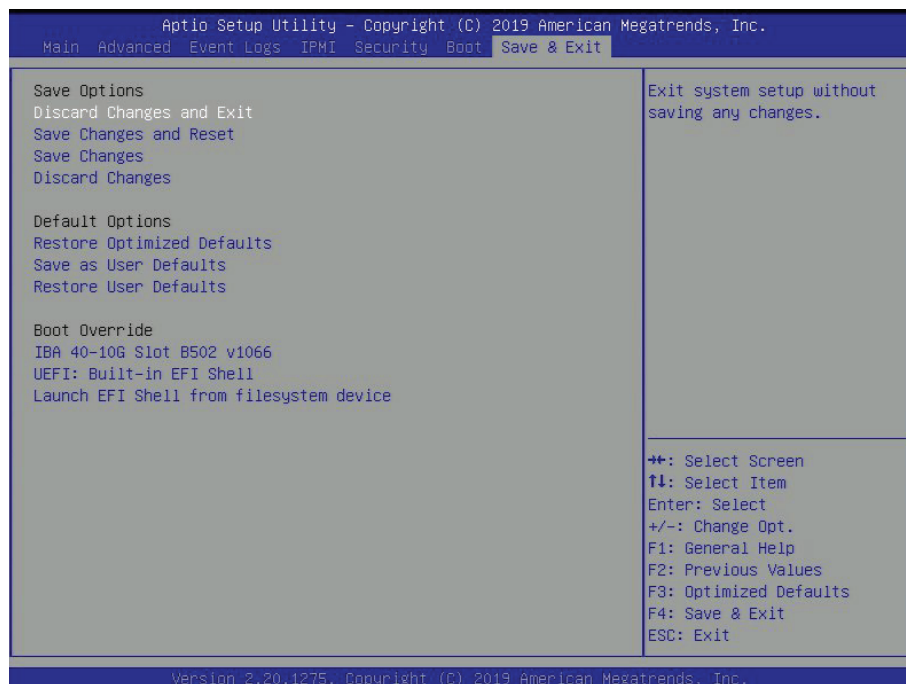 Aptio Setup Utility – Copyright (C) 2019 American Megatrends, Inc.
Main Advanced Event Logs IPMI Security Boot Save & Exit
Save Options
Discard Changes and Exit
Save Changes and Reset
Save Changes
Discard Changes
Default Options
Restore Optimized Defaults
Save as User Defaults
Restore User Defaults
Boot Override
IBA 40-10G Slot B502 v1066
UEFI: Built-in EFI Shell
Launch EFI Shell from filesystem device
Exit system setup without
saving any changes.
→←: Select Screen
↑↓: Select Item
Enter: Select
+/-: Change Opt.
F1: General Help
F2: Previous Values
F3: Optimized Defaults
F4: Save & Exit
ESC: Exit
Version 2.20.1275. Copyright (C) 2019 American Megatrends, Inc.